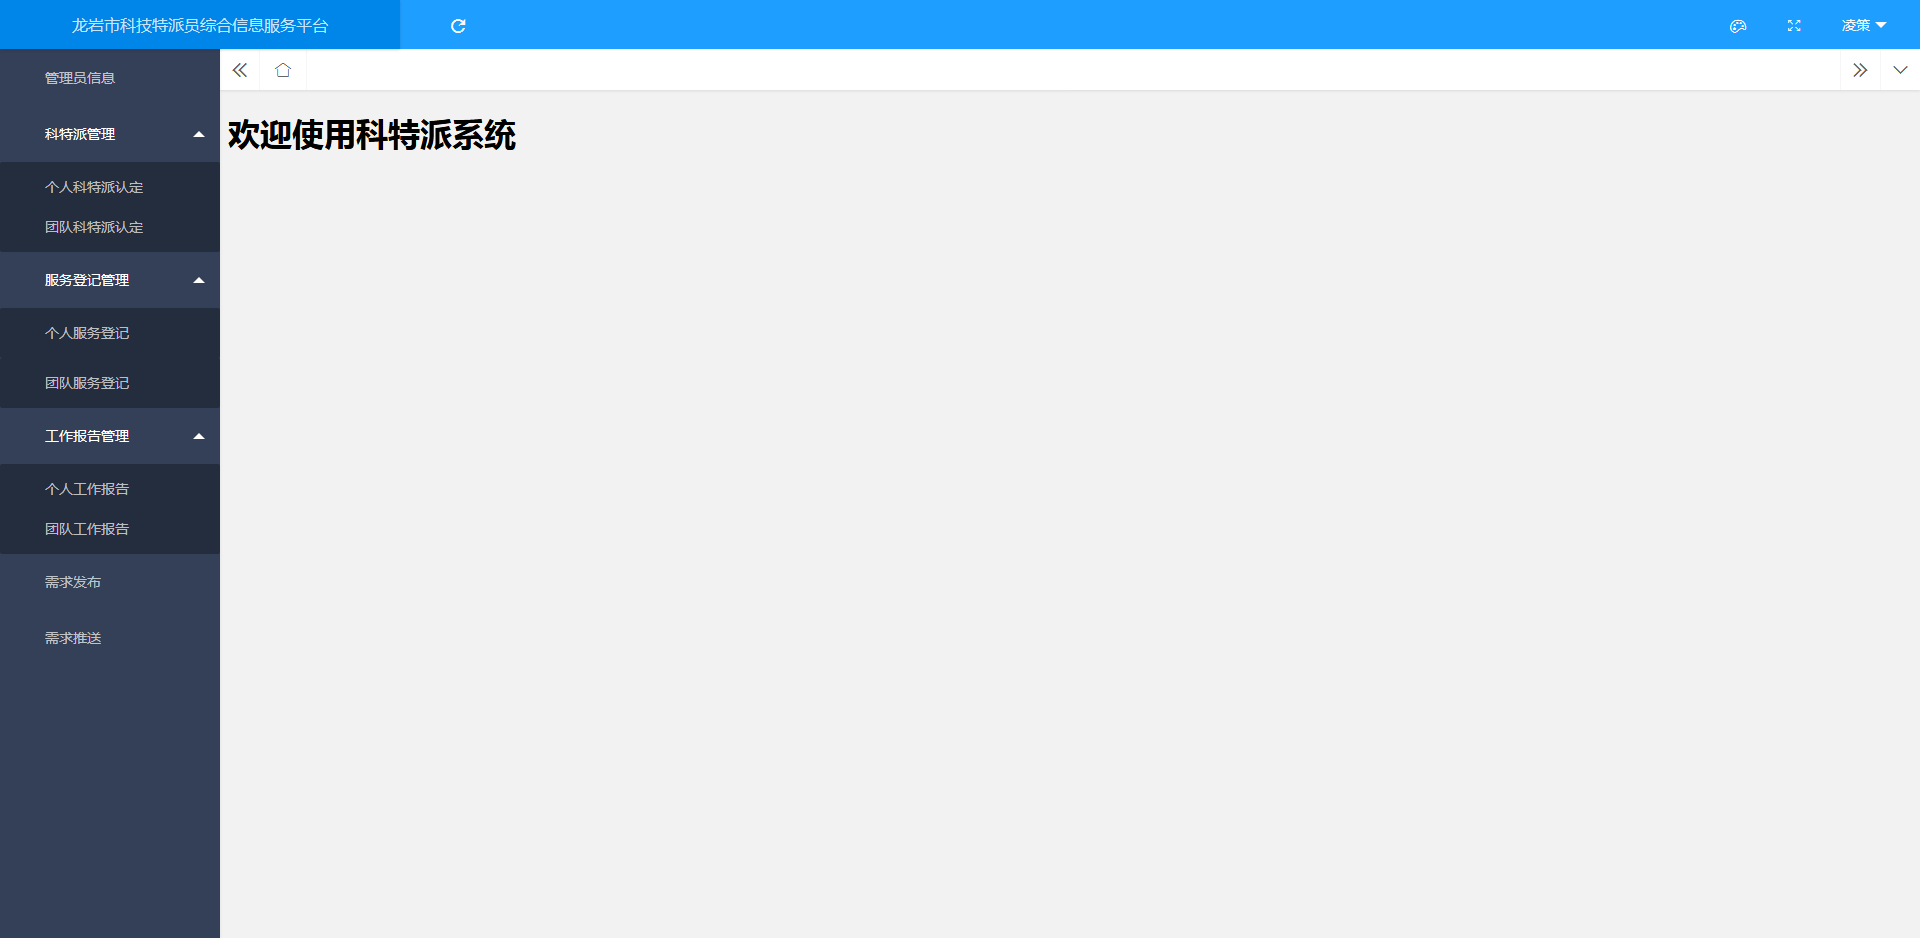 龙岩市科技特派员综合信息服务平台
凌策
管理员信息
科特派管理
个人科特派认定
团队科特派认定
服务登记管理
个人服务登记
团队服务登记
工作报告管理
个人工作报告
团队工作报告
需求发布
需求推送
欢迎使用科特派系统